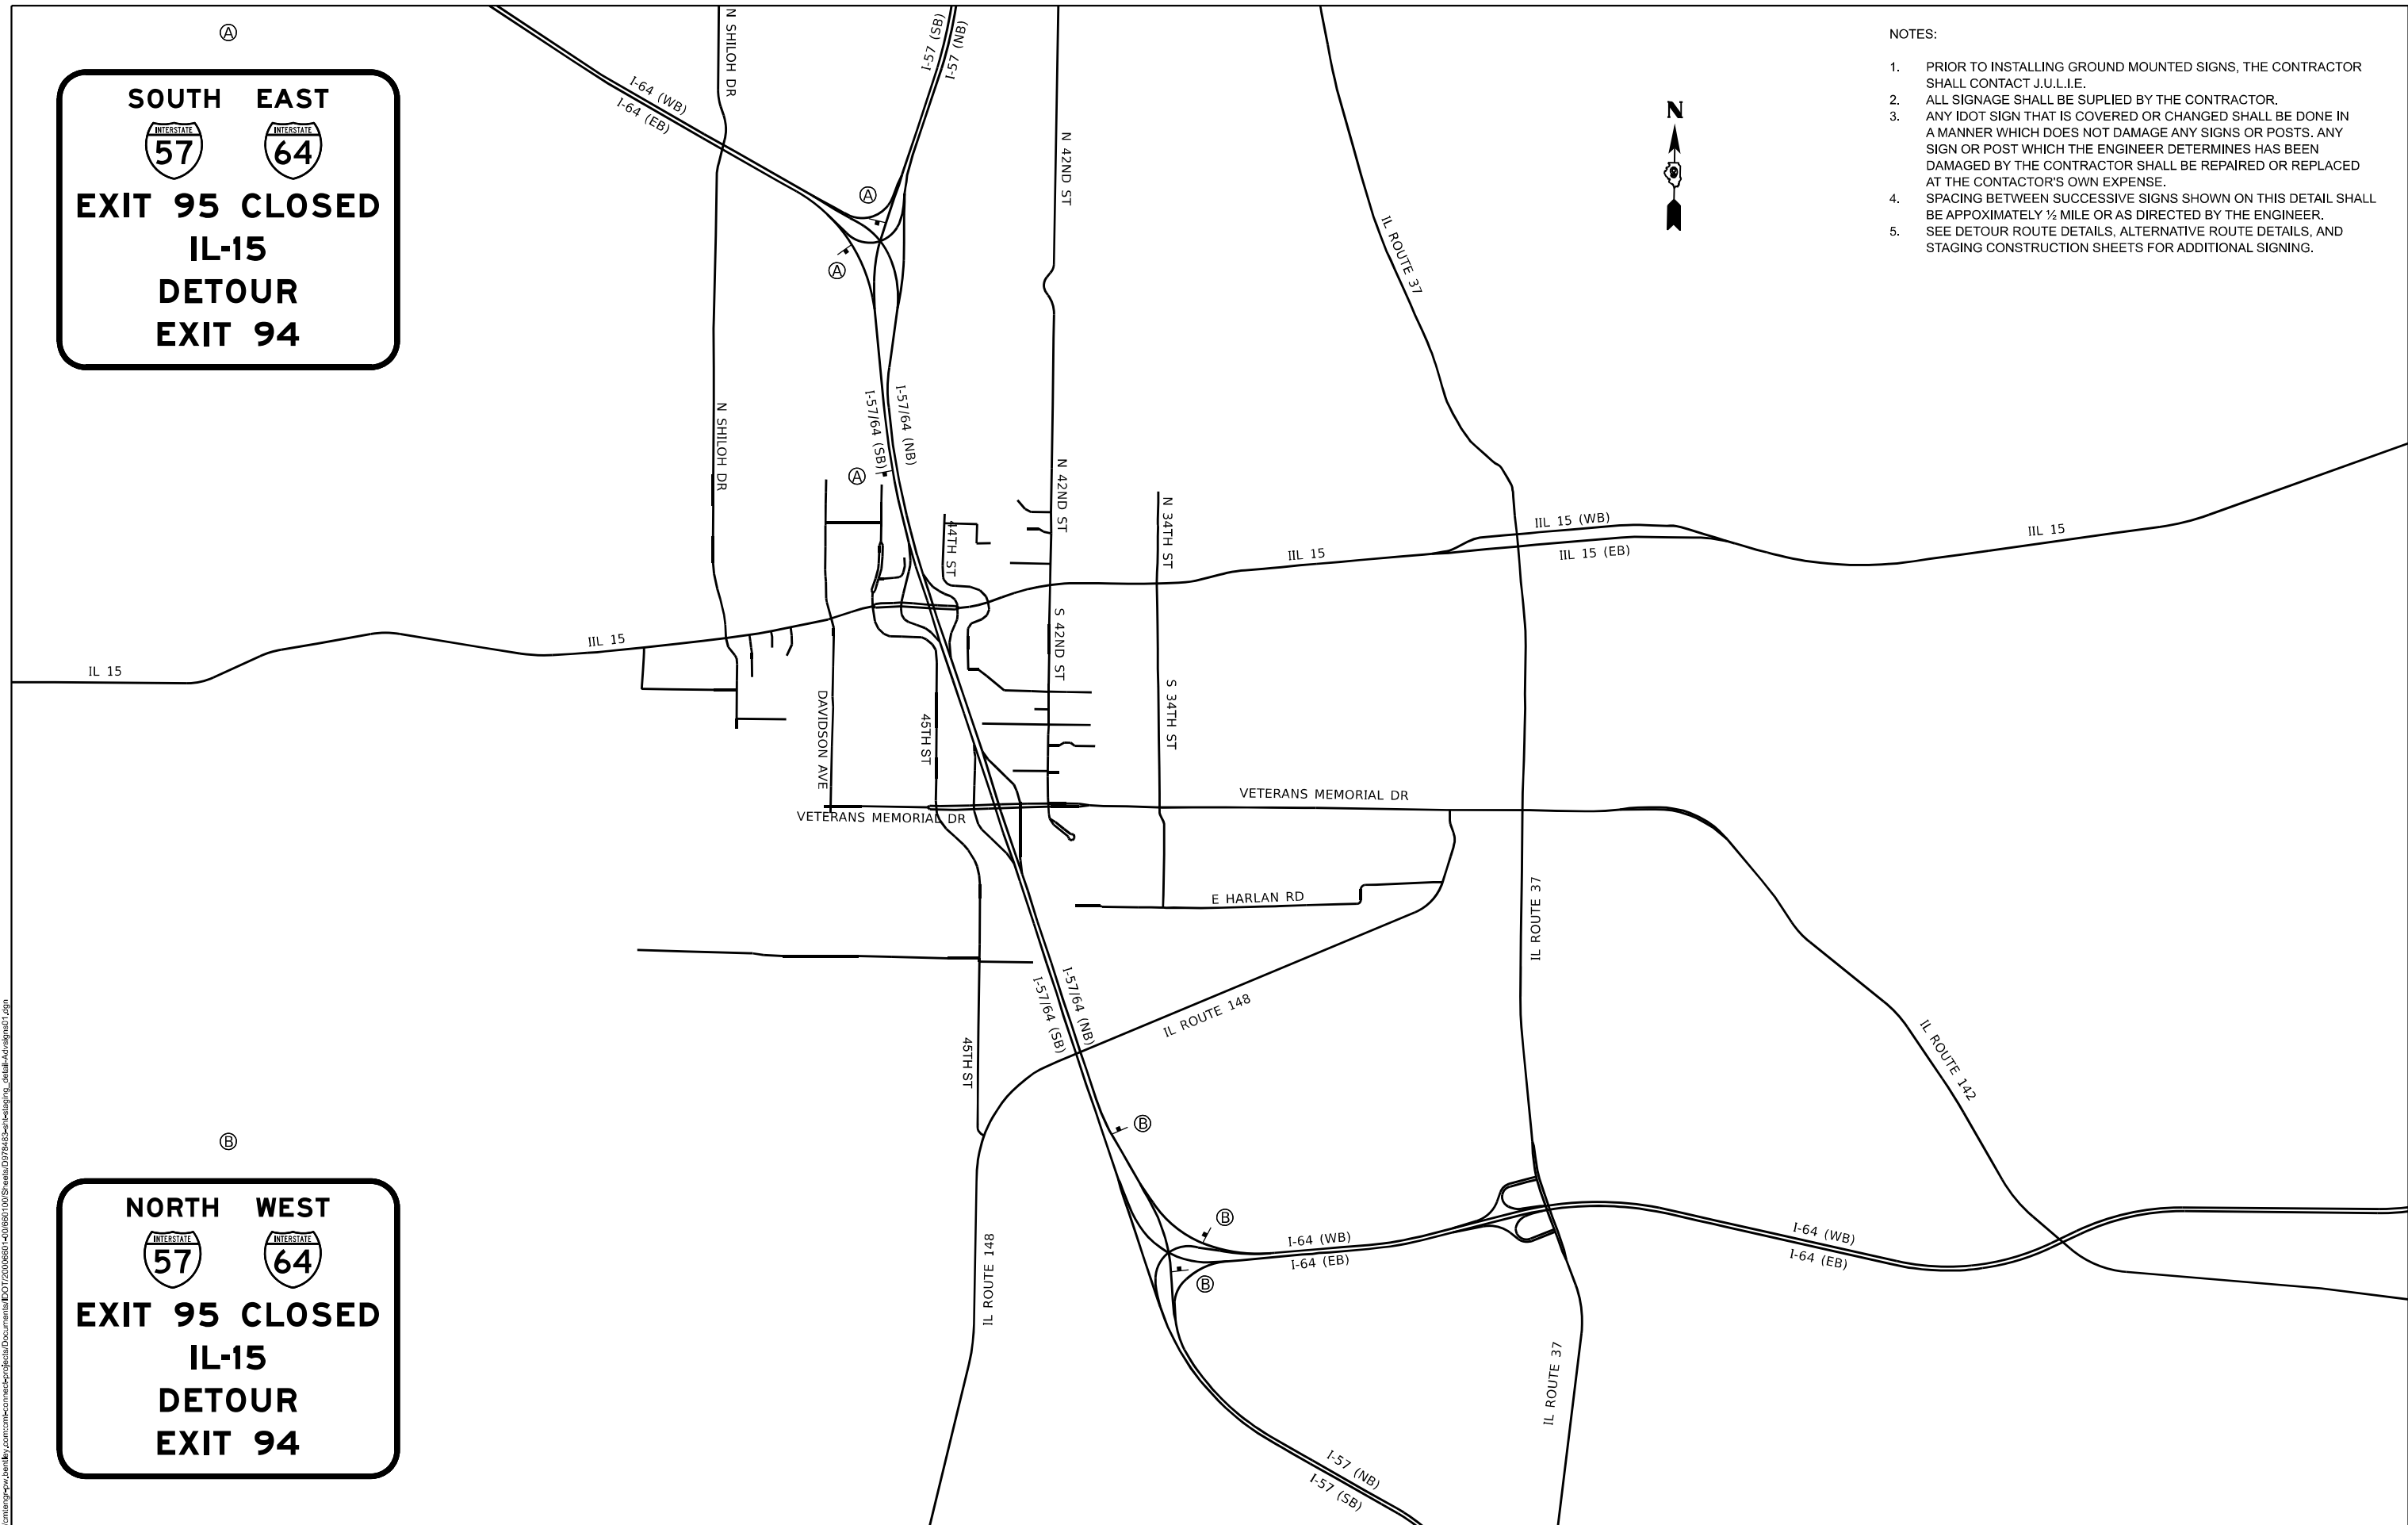 Ⓐ
SOUTH EAST
INTERSTATE INTERSTATE
57 64
EXIT 95 CLOSED
IL-15
DETOUR
EXIT 94
NOTES:
1. PRIOR TO INSTALLING GROUND MOUNTED SIGNS, THE CONTRACTOR
SHALL CONTACT J.U.L.I.E.
2. ALL SIGNAGE SHALL BE SUPLIED BY THE CONTRACTOR.
3. ANY IDOT SIGN THAT IS COVERED OR CHANGED SHALL BE DONE IN
A MANNER WHICH DOES NOT DAMAGE ANY SIGNS OR POSTS. ANY
SIGN OR POST WHICH THE ENGINEER DETERMINES HAS BEEN
DAMAGED BY THE CONTRACTOR SHALL BE REPAIRED OR REPLACED
AT THE CONTACTOR'S OWN EXPENSE.
4. SPACING BETWEEN SUCCESSIVE SIGNS SHOWN ON THIS DETAIL SHALL
BE APPOXIMATELY ½ MILE OR AS DIRECTED BY THE ENGINEER.
5. SEE DETOUR ROUTE DETAILS, ALTERNATIVE ROUTE DETAILS, AND
STAGING CONSTRUCTION SHEETS FOR ADDITIONAL SIGNING.
N
N SHILOH DR
I-57 (SB)
I-57 (NB)
I-64 (WB)
I-64 (EB)
N 42ND ST
Ⓐ
Ⓐ
IL ROUTE 37
I-57/64 (SB)
I-57/64 (NB)
N SHILOH DR
Ⓐ
N 42ND ST
N 34TH ST
44TH ST
IIL 15 (WB)
IIL 15 (EB)
IIL 15
IIL 15
IIL 15
IL 15
S 42ND ST
S 34TH ST
DAVIDSON AVE
45TH ST
VETERANS MEMORIAL DR
VETERANS MEMORIAL DR
E HARLAN RD
IL ROUTE 37
I-57/64 (NB)
I-57/64 (SB)
IL ROUTE 148
45TH ST
IL ROUTE 142
Ⓑ
Ⓑ
Ⓑ
I-64 (WB)
I-64 (EB)
I-64 (WB)
I-64 (EB)
IL ROUTE 148
IL ROUTE 37
I-57 (NB)
I-57 (SB)
Ⓑ
NORTH WEST
INTERSTATE INTERSTATE
57 64
EXIT 95 CLOSED
IL-15
DETOUR
EXIT 94